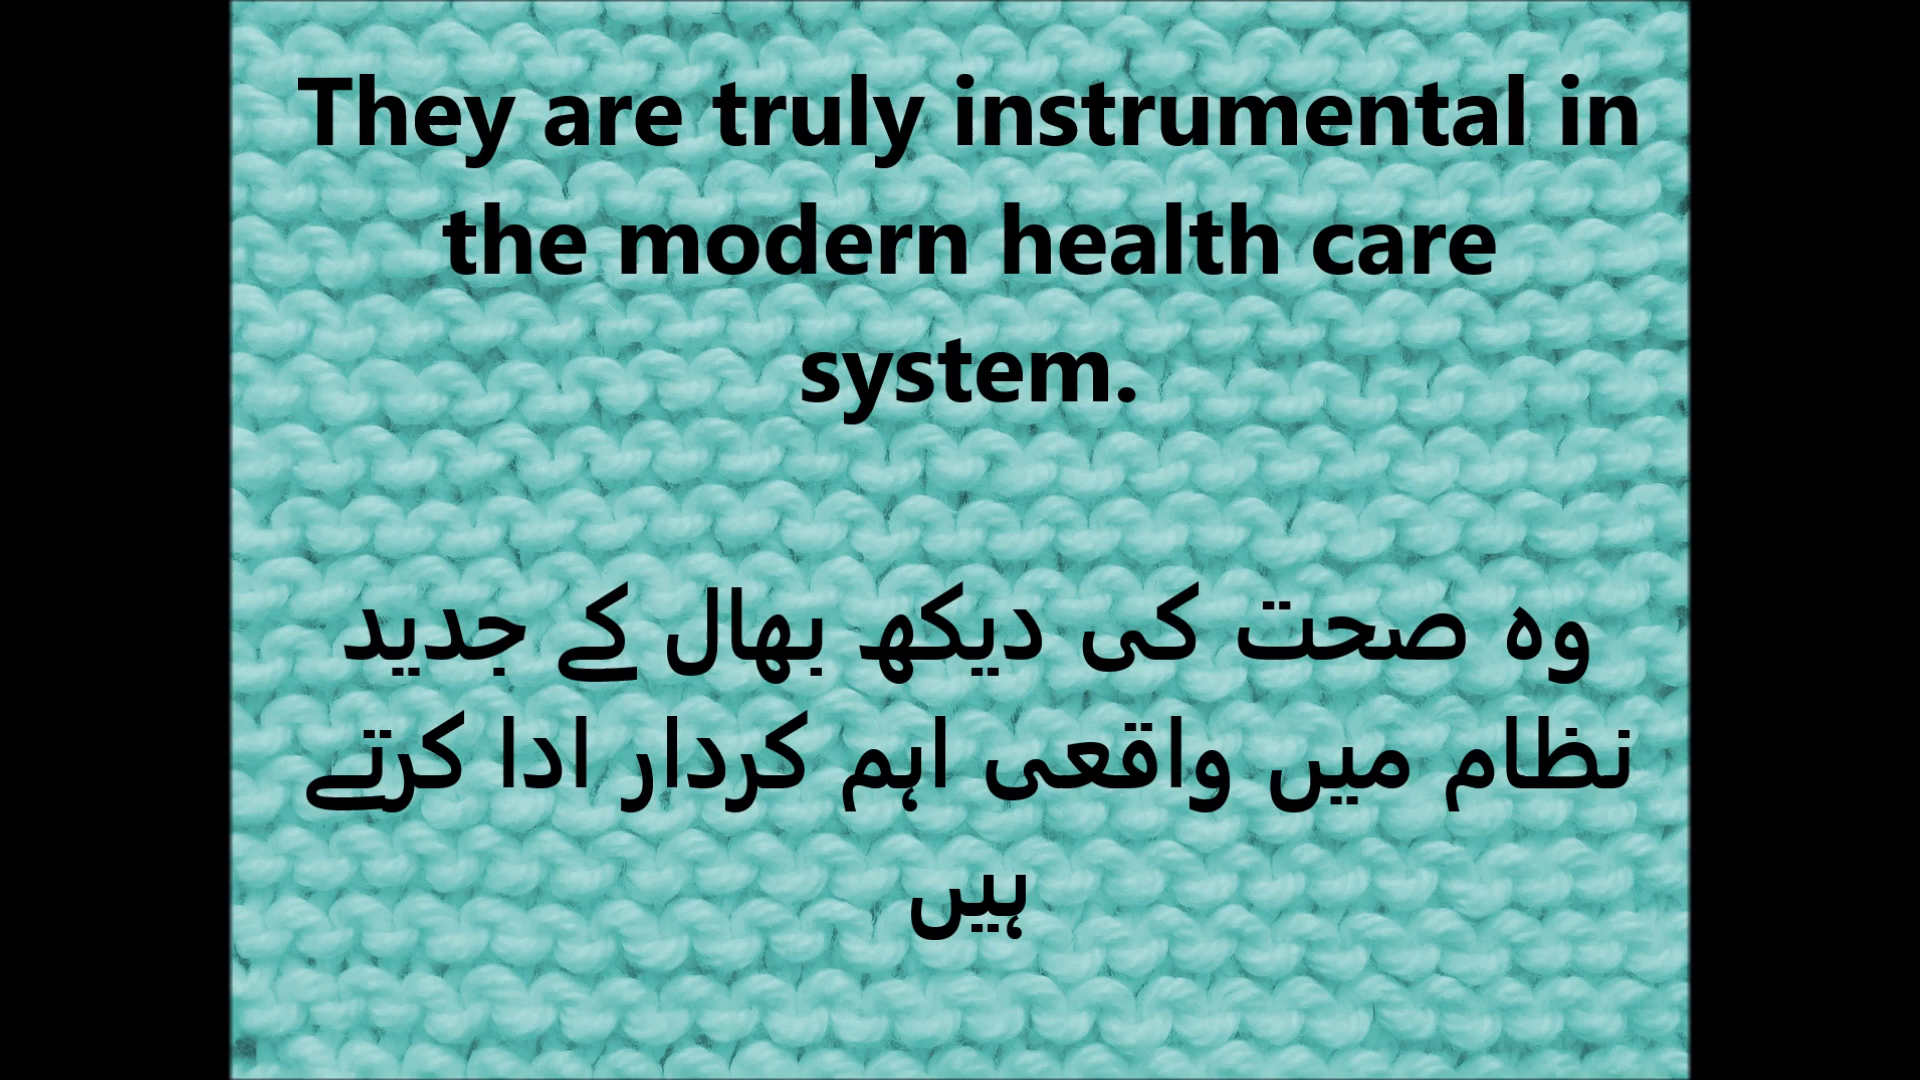 They are truly instrumental in
the modern health care
system.
وہ صحت کی دیکھ بھال کے جدید
نظام میں واقعی اہم کردار ادا کرتے
ہیں